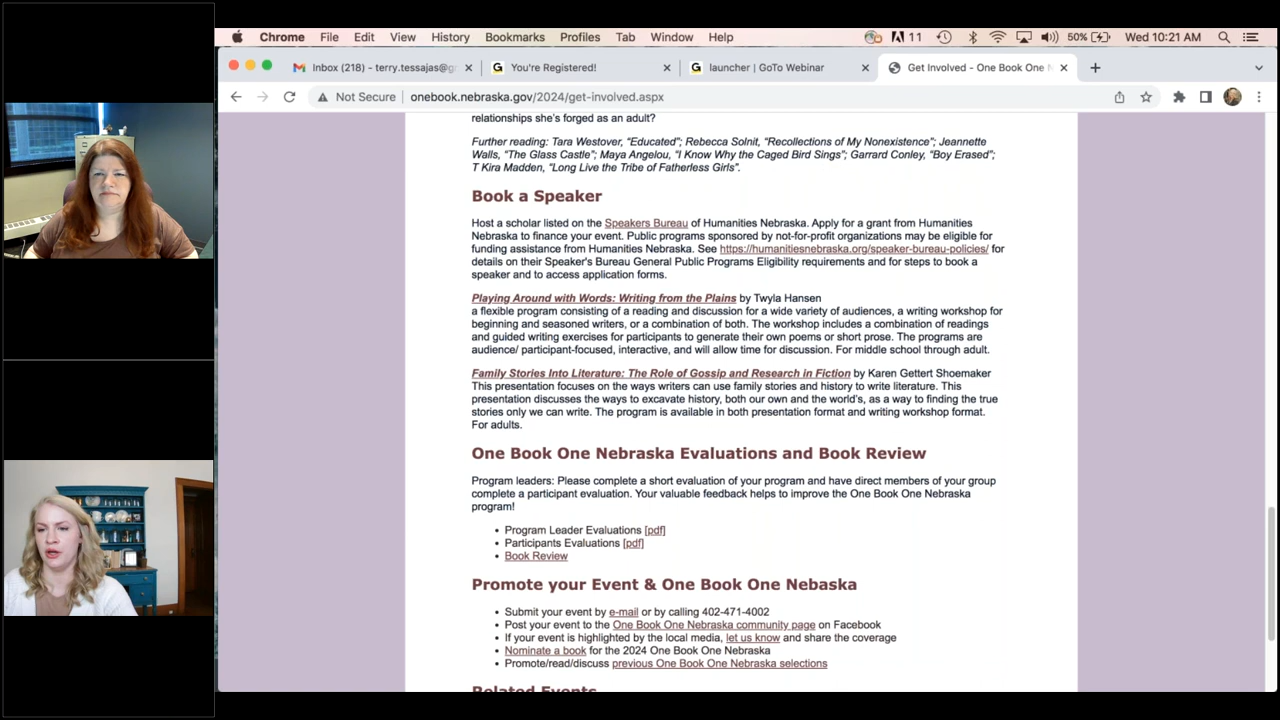 Chrome File Edit View History Bookmarks Profiles Tab Window Help 11 50% Wed 10:21 AM
Inbox (218) - terry.tessajas@gr You're Registered! launcher | GoTo Webinar Get Involved - One Book One N
Not Secure onebook.nebraska.gov/2024/get-involved.aspx
relationships she's forged as an adult?
Further reading: Tara Westover, "Educated"; Rebecca Solnit, "Recollections of My Nonexistence"; Jeannette
Walls, "The Glass Castle"; Maya Angelou, "I Know Why the Caged Bird Sings"; Garrard Conley, "Boy Erased";
T Kira Madden, "Long Live the Tribe of Fatherless Girls".
Book a Speaker
Host a scholar listed on the Speakers Bureau of Humanities Nebraska. Apply for a grant from Humanities
Nebraska to finance your event. Public programs sponsored by not-for-profit organizations may be eligible for
funding assistance from Humanities Nebraska. See https://humanitiesnebraska.org/speaker-bureau-policies/ for
details on their Speaker's Bureau General Public Programs Eligibility requirements and for steps to book a
speaker and to access application forms.
Playing Around with Words: Writing from the Plains by Twyla Hansen
a flexible program consisting of a reading and discussion for a wide variety of audiences, a writing workshop for
beginning and seasoned writers, or a combination of both. The workshop includes a combination of readings
and guided writing exercises for participants to generate their own poems or short prose. The programs are
audience/ participant-focused, interactive, and will allow time for discussion. For middle school through adult.
Family Stories Into Literature: The Role of Gossip and Research in Fiction by Karen Gettert Shoemaker
This presentation focuses on the ways writers can use family stories and history to write literature. This
presentation discusses the ways to excavate history, both our own and the world's, as a way to finding the true
stories only we can write. The program is available in both presentation format and writing workshop format.
For adults.
One Book One Nebraska Evaluations and Book Review
Program leaders: Please complete a short evaluation of your program and have direct members of your group
complete a participant evaluation. Your valuable feedback helps to improve the One Book One Nebraska
program!
• Program Leader Evaluations [pdf]
• Participants Evaluations [pdf]
• Book Review
Promote your Event & One Book One Nebaska
• Submit your event by e-mail or by calling 402-471-4002
• Post your event to the One Book One Nebraska community page on Facebook
• If your event is highlighted by the local media, let us know and share the coverage
• Nominate a book for the 2024 One Book One Nebraska
• Promote/read/discuss previous One Book One Nebraska selections
Related Events